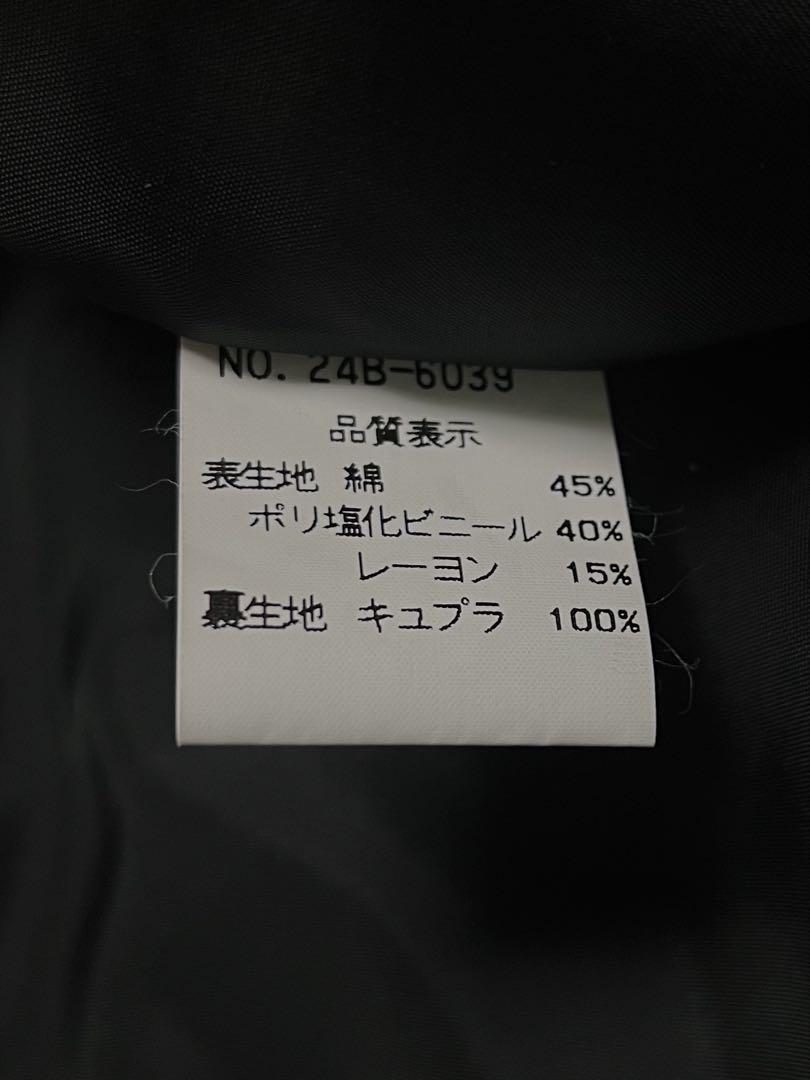 NO. 24B-6039
品質表示
表生地 綿 45%
ポリ塩化ビニール 40%
レーヨン 15%
裏生地 キュプラ 100%